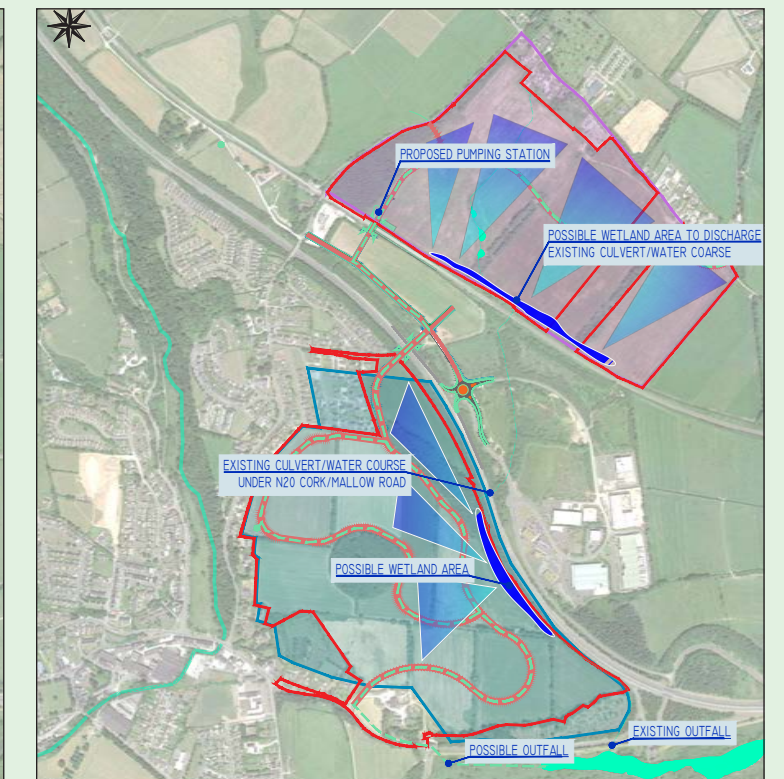 PROPOSED PUMPING STATION
POSSIBLE WETLAND AREA TO DISCHARGE
EXISTING CULVERT/WATER COARSE
EXISTING CULVERT/WATER COURSE
UNDER N20 CORK/MALLOW ROAD
POSSIBLE WETLAND AREA
EXISTING OUTFALL
POSSIBLE OUTFALL